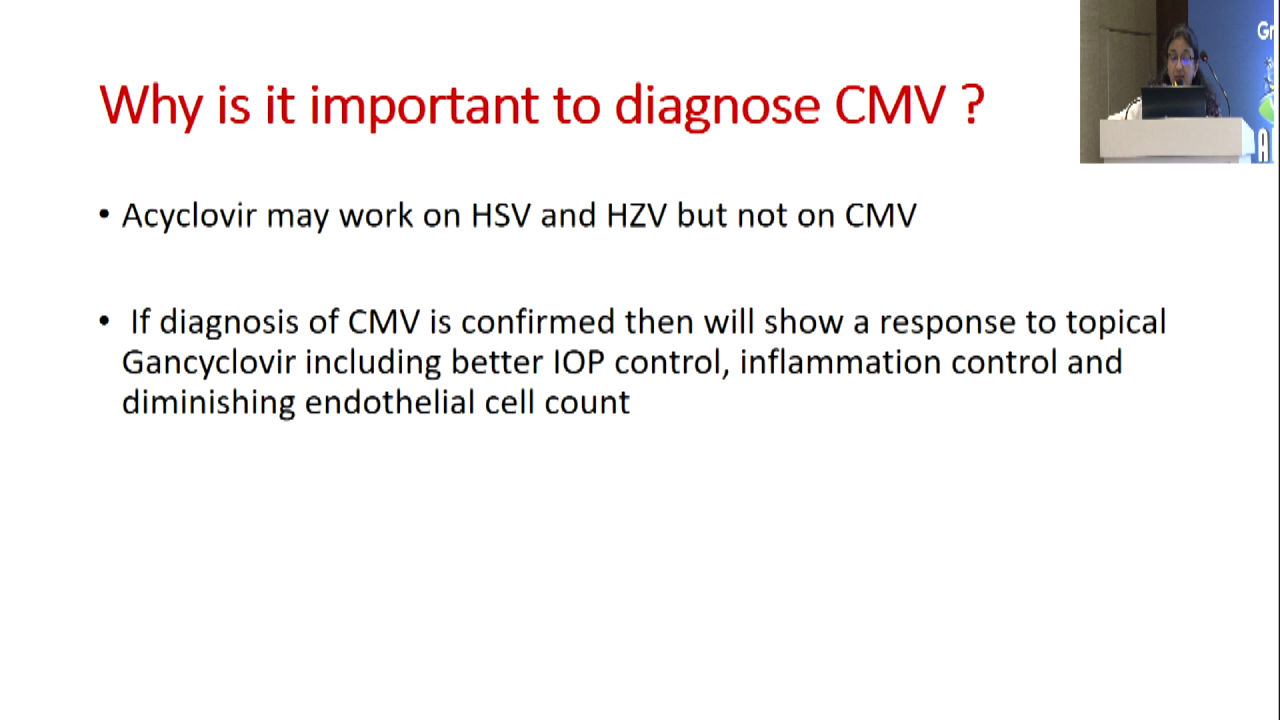 Why is it important to diagnose CMV ?
• Acyclovir may work on HSV and HZV but not on CMV
• If diagnosis of CMV is confirmed then will show a response to topical
Gancyclovir including better IOP control, inflammation control and
diminishing endothelial cell count
Gr
A